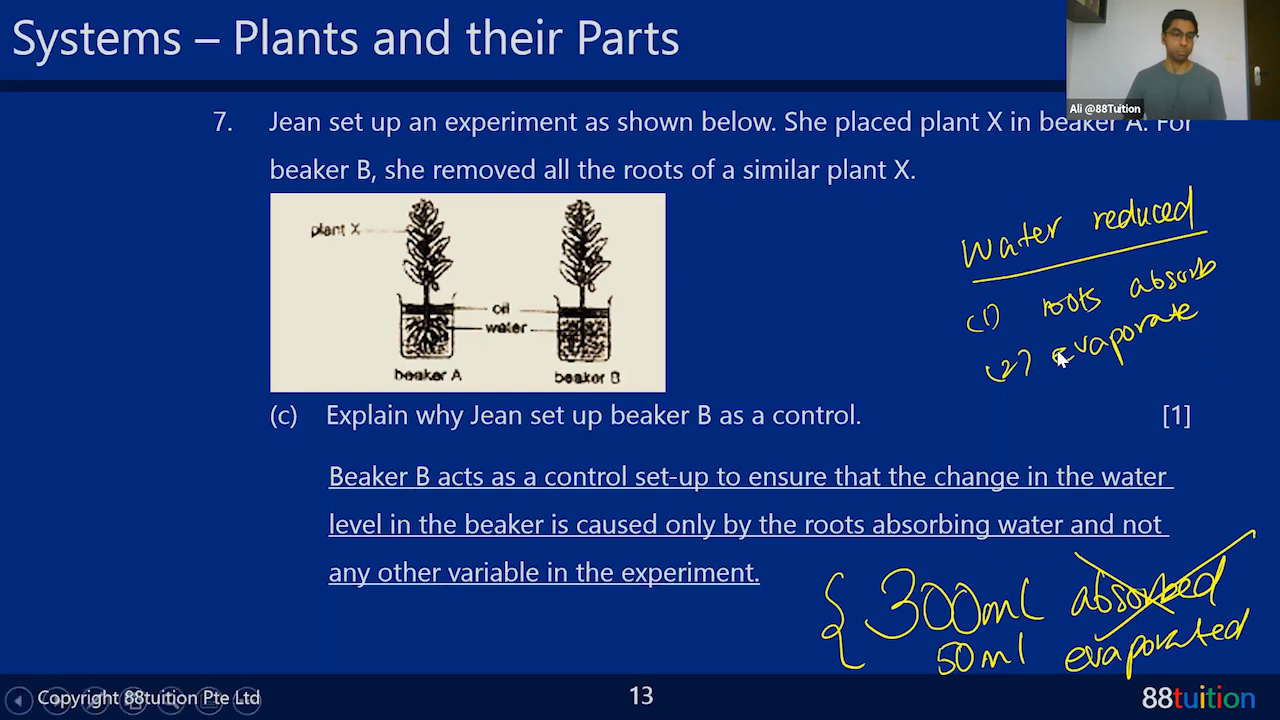 Systems – Plants and their Parts
Ali @88Tuition
7. Jean set up an experiment as shown below. She placed plant X in beaker A. For
beaker B, she removed all the roots of a similar plant X.
plant X
oil
water
beaker A
beaker B
Water reduced
(1) roots absorb
(2) evaporate
(c) Explain why Jean set up beaker B as a control. [1]
Beaker B acts as a control set-up to ensure that the change in the water
level in the beaker is caused only by the roots absorbing water and not
any other variable in the experiment.
300ml absorbed
50ml evaporated
Copyright 88tuition Pte Ltd
13
88tuition